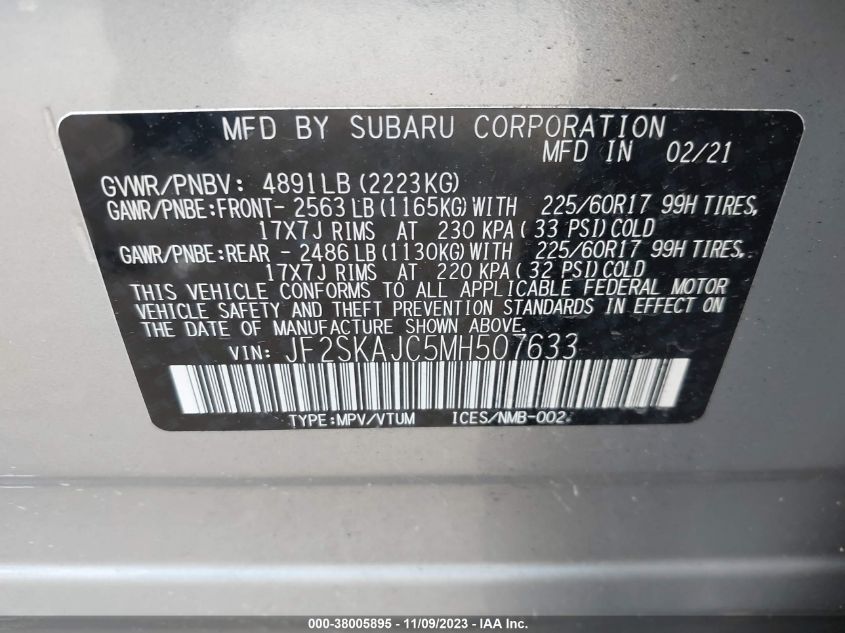 MFD BY SUBARU CORPORATION
MFD IN 02/21
GVWR/PNBV: 4891LB (2223KG)
GAWR/PNBE:FRONT- 2563 LB (1165KG) WITH 225/60R17 99H TIRES,
17X7J RIMS AT 230 KPA ( 33 PSI) COLD
GAWR/PNBE:REAR - 2486 LB (1130KG) WITH 225/60R17 99H TIRES,
17X7J RIMS AT 220 KPA ( 32 PSI) COLD
THIS VEHICLE CONFORMS TO ALL APPLICABLE FEDERAL MOTOR
VEHICLE SAFETY AND THEFT PREVENTION STANDARDS IN EFFECT ON
THE DATE OF MANUFACTURE SHOWN ABOVE.
VIN: JF2SKAJC5MH507633
TYPE:MPV/VTUM ICES/NMB-002.
000-38005895 - 11/09/2023 - IAA Inc.